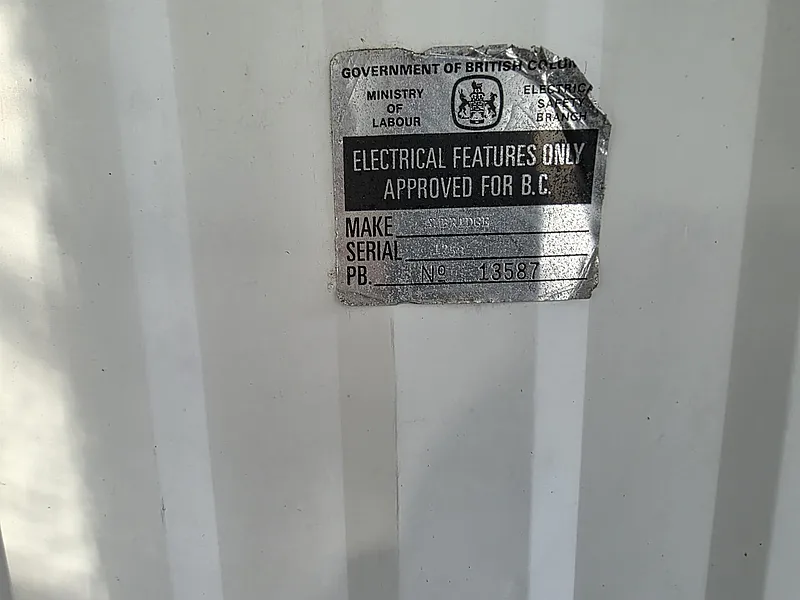 GOVERNMENT OF BRITISH COLUM
MINISTRY
OF
LABOUR
ELECTRICA
SAFETY
BRANCH
ELECTRICAL FEATURES ONLY
APPROVED FOR B.C.
MAKE
SERIAL
PB. Nº 13587